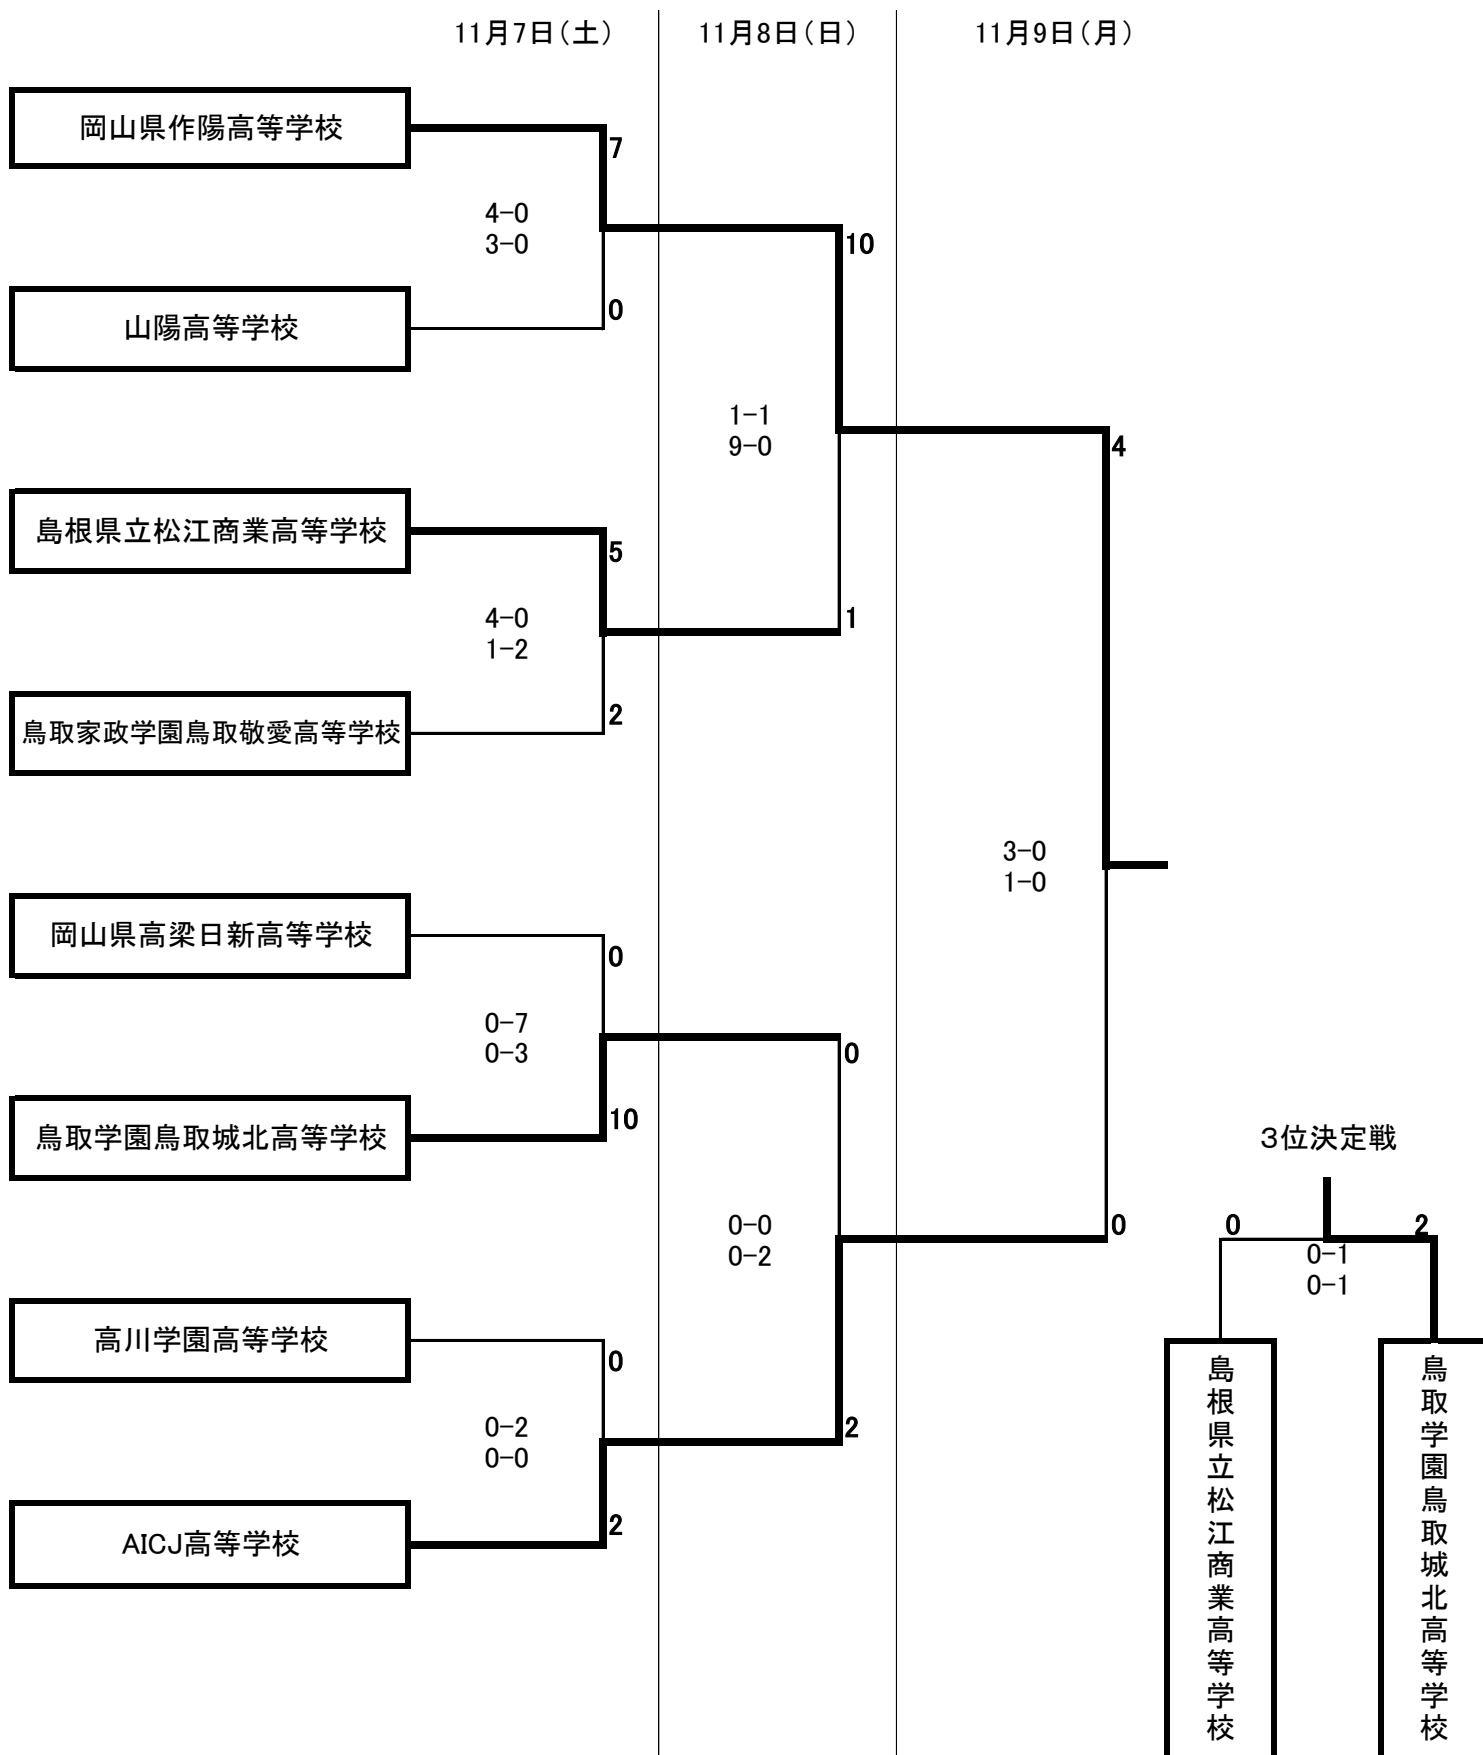 11月7日（土）
11月8日（日）
11月9日（月）
岡山県作陽高等学校
7
4-0
3-0
10
山陽高等学校
0
1-1
9-0
4
島根県立松江商業高等学校
5
4-0
1-2
1
鳥取家政学園鳥取敬愛高等学校
2
3-0
1-0
岡山県高梁日新高等学校
0
0-7
0-3
0
鳥取学園鳥取城北高等学校
10
0-0
0-2
0
高川学園高等学校
0
0-2
0-0
2
AICJ高等学校
2
3位決定戦
0
2
0-1
0-1
島根県立松江商業高等学校
鳥取学園鳥取城北高等学校